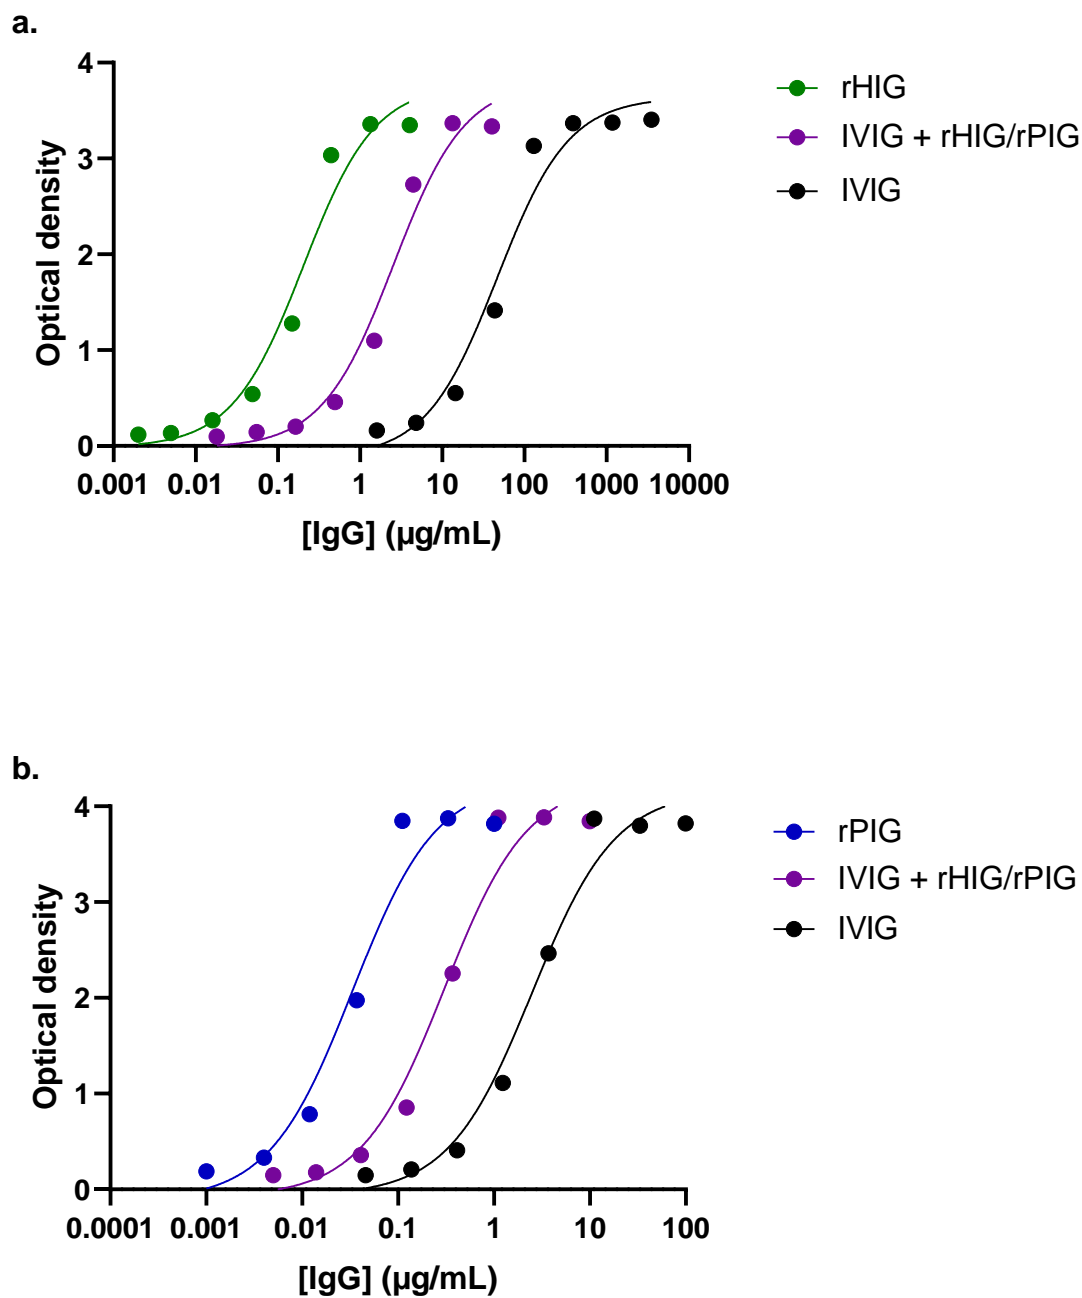 a.
4
3
2
1
0
Optical density
0.001 0.01 0.1 1 10 100 1000 10000
[IgG] (µg/mL)
rHIG
IVIG + rHIG/rPIG
IVIG
b.
4
3
2
1
0
Optical density
0.0001 0.001 0.01 0.1 1 10 100
[IgG] (µg/mL)
rPIG
IVIG + rHIG/rPIG
IVIG